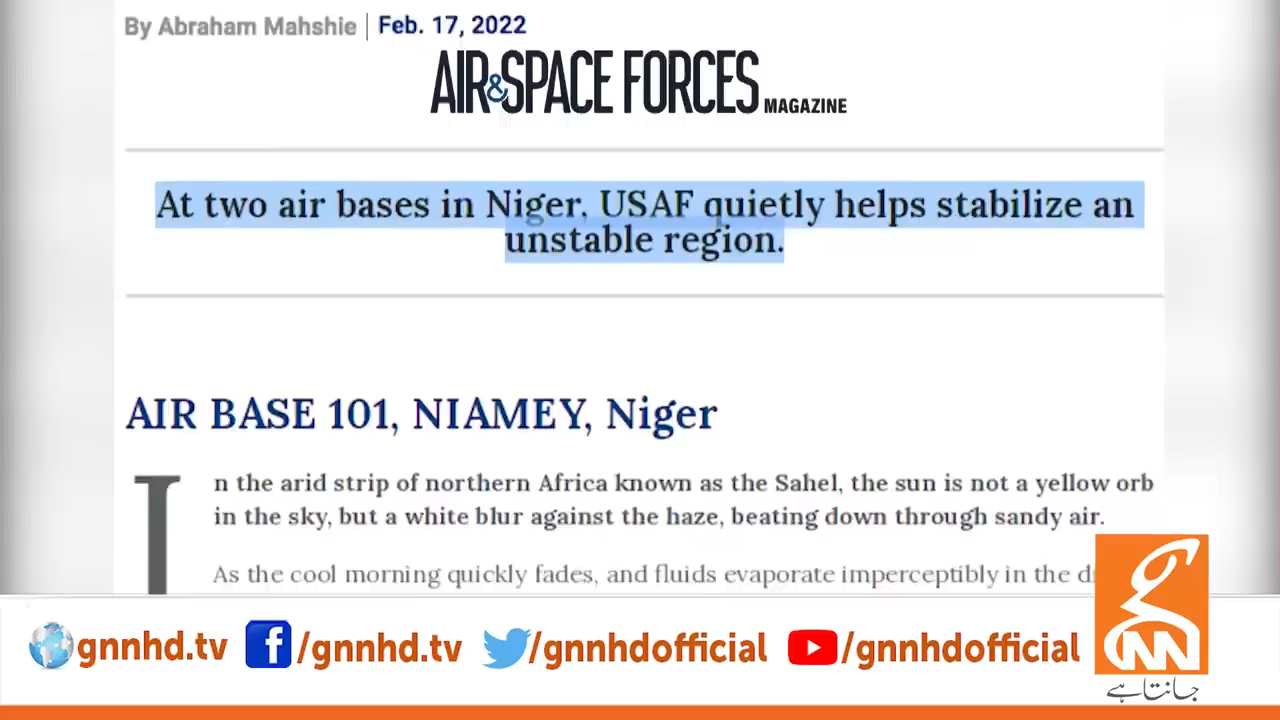 By Abraham Mahshie | Feb. 17, 2022
AIR & SPACE FORCES MAGAZINE
At two air bases in Niger, USAF quietly helps stabilize an
unstable region.
AIR BASE 101, NIAMEY, Niger
In the arid strip of northern Africa known as the Sahel, the sun is not a yellow orb
in the sky, but a white blur against the haze, beating down through sandy air.
As the cool morning quickly fades, and fluids evaporate imperceptibly in the
gnnhd.tv /gnnhd.tv /gnnhdofficial /gnnhdofficial
GNN
جانتا ہے